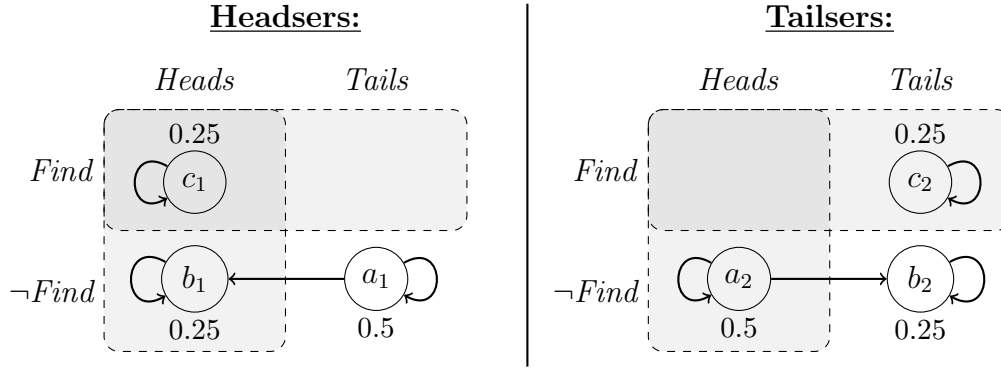 Headsers: Tailsers:
Heads Tails Heads Tails
0.25 0.25
Find c₁ Find c₂
¬Find b₁ a₁ ¬Find a₂ b₂
0.25 0.5 0.5 0.25